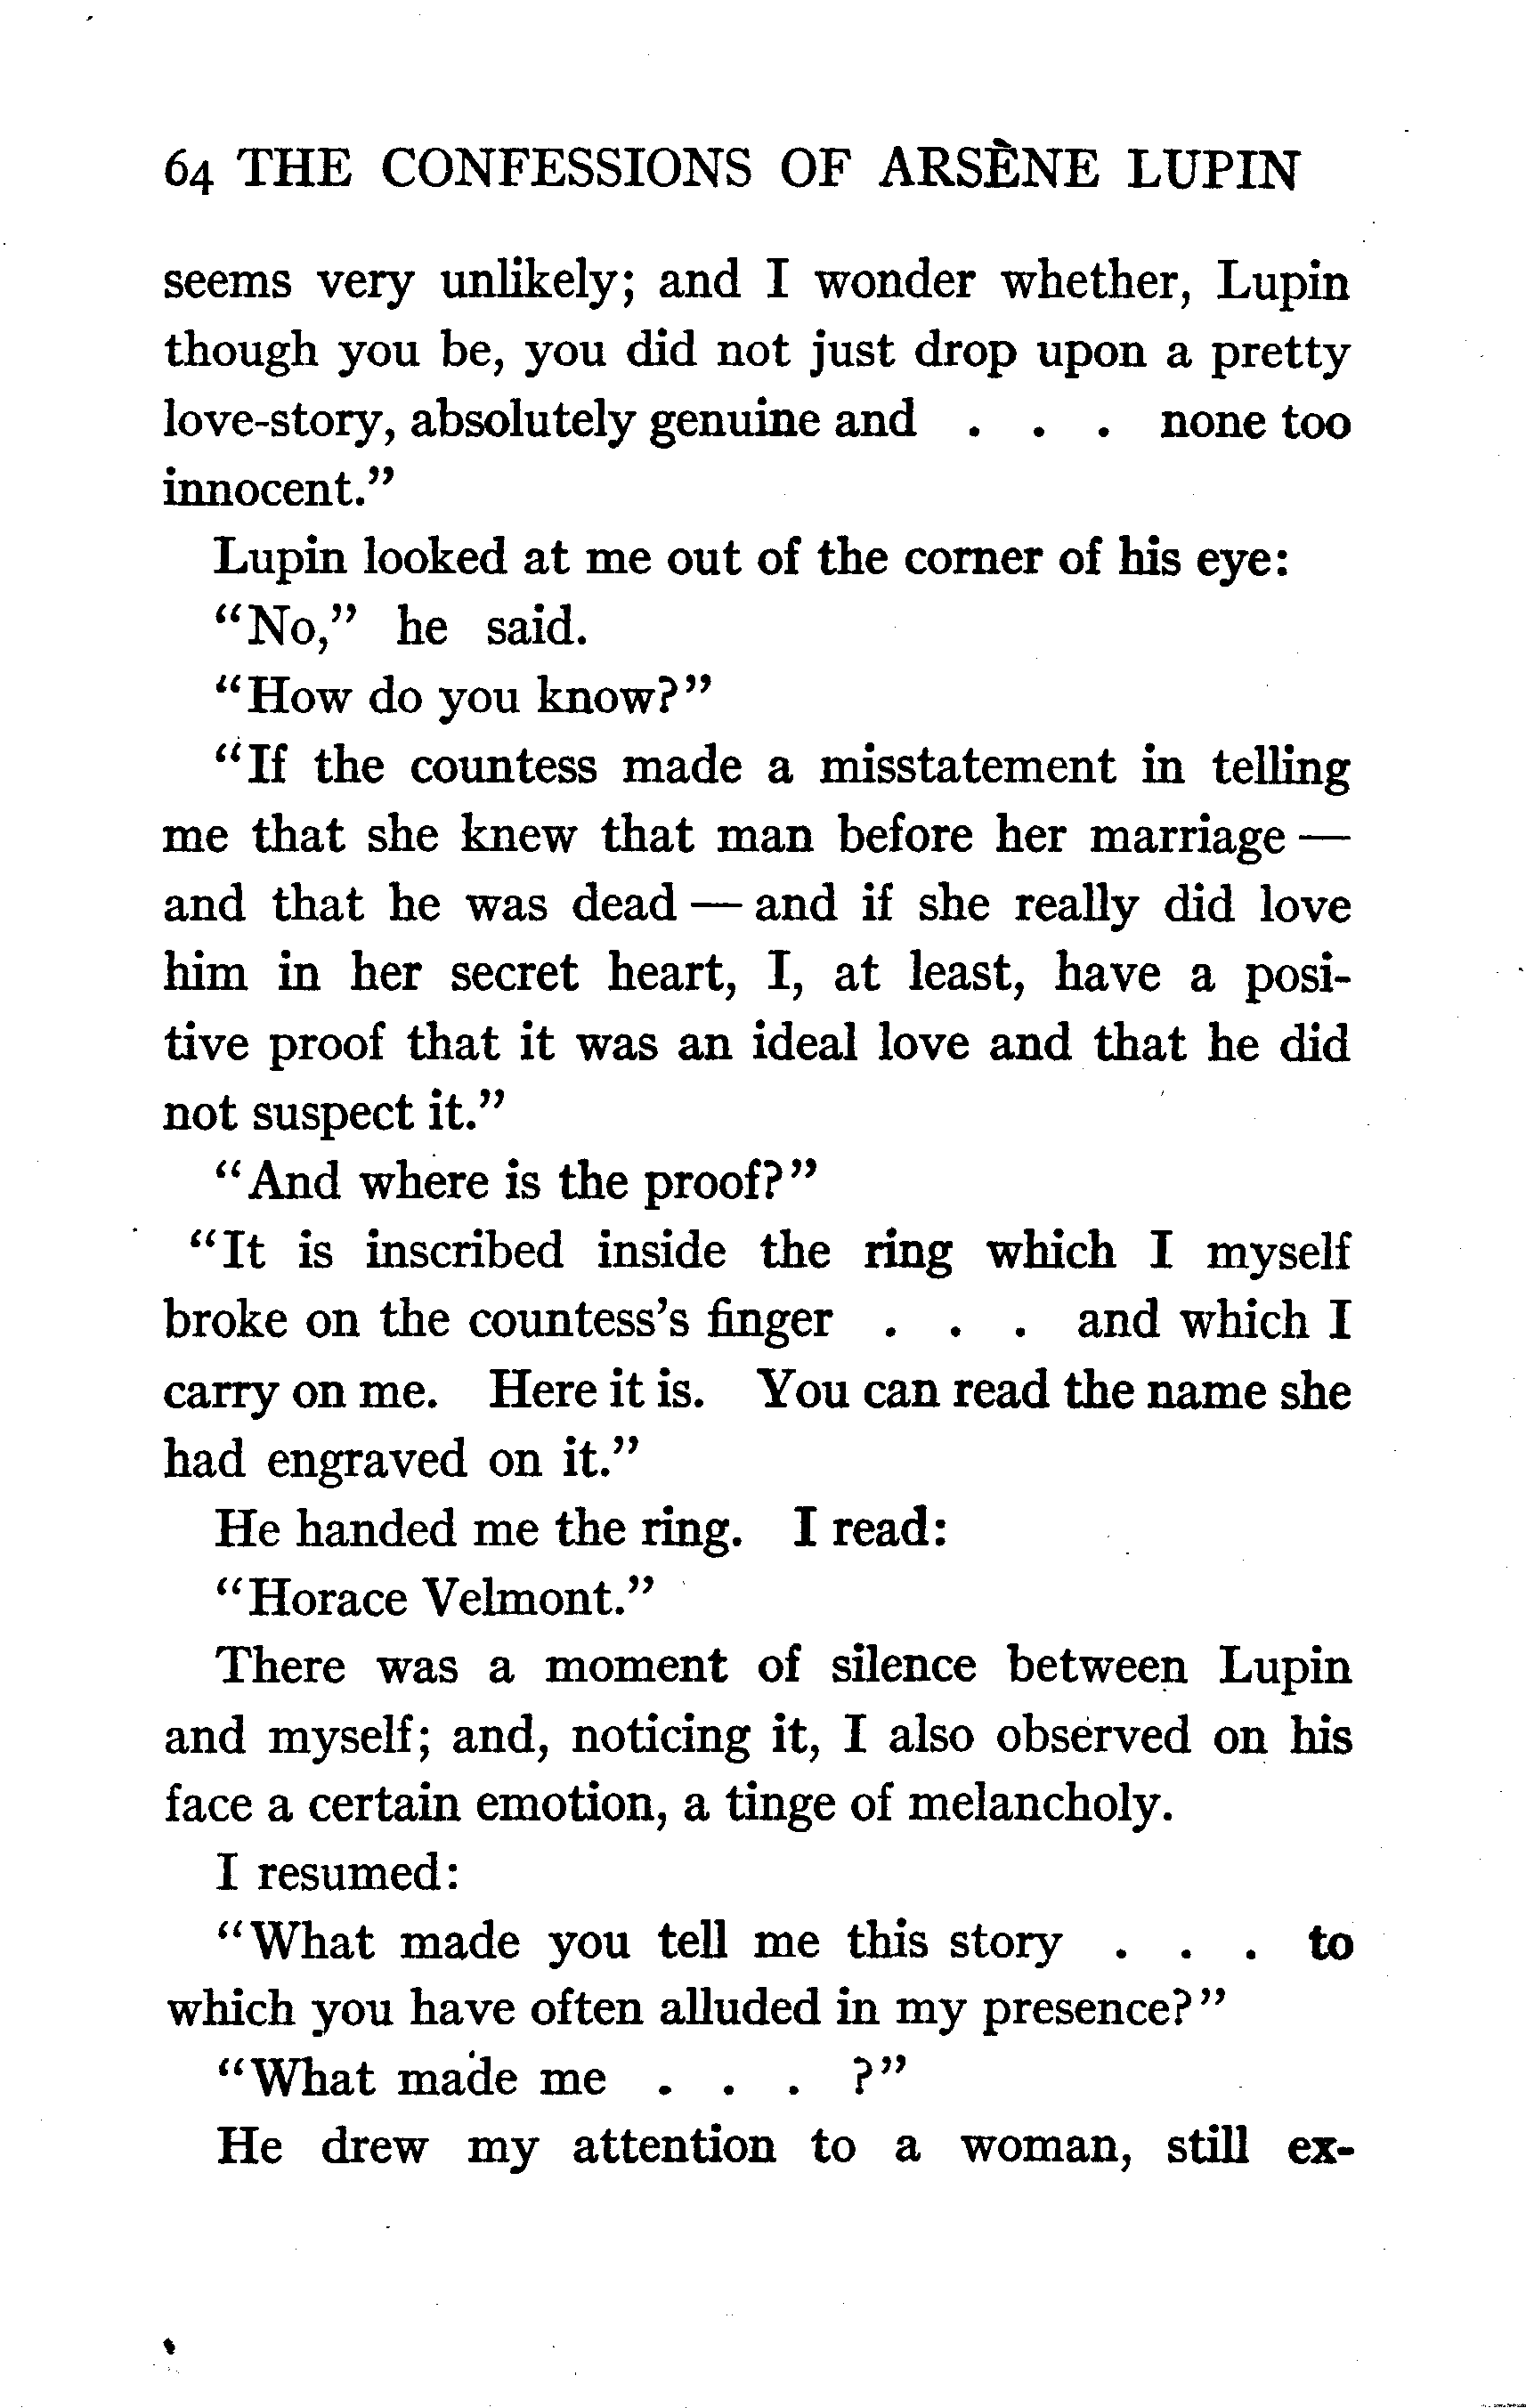 64 THE CONFESSIONS OF ARSÈNE LUPIN
seems very unlikely; and I wonder whether, Lupin
though you be, you did not just drop upon a pretty
love-story, absolutely genuine and . . . none too
innocent.”
Lupin looked at me out of the corner of his eye:
“No,” he said.
“How do you know?”
“If the countess made a misstatement in telling
me that she knew that man before her marriage —
and that he was dead — and if she really did love
him in her secret heart, I, at least, have a posi-
tive proof that it was an ideal love and that he did
not suspect it.”
“And where is the proof?”
“It is inscribed inside the ring which I myself
broke on the countess’s finger . . . and which I
carry on me. Here it is. You can read the name she
had engraved on it.”
He handed me the ring. I read:
“Horace Velmont.”
There was a moment of silence between Lupin
and myself; and, noticing it, I also observed on his
face a certain emotion, a tinge of melancholy.
I resumed:
“What made you tell me this story . . . to
which you have often alluded in my presence?”
“What made me . . . ?”
He drew my attention to a woman, still ex-